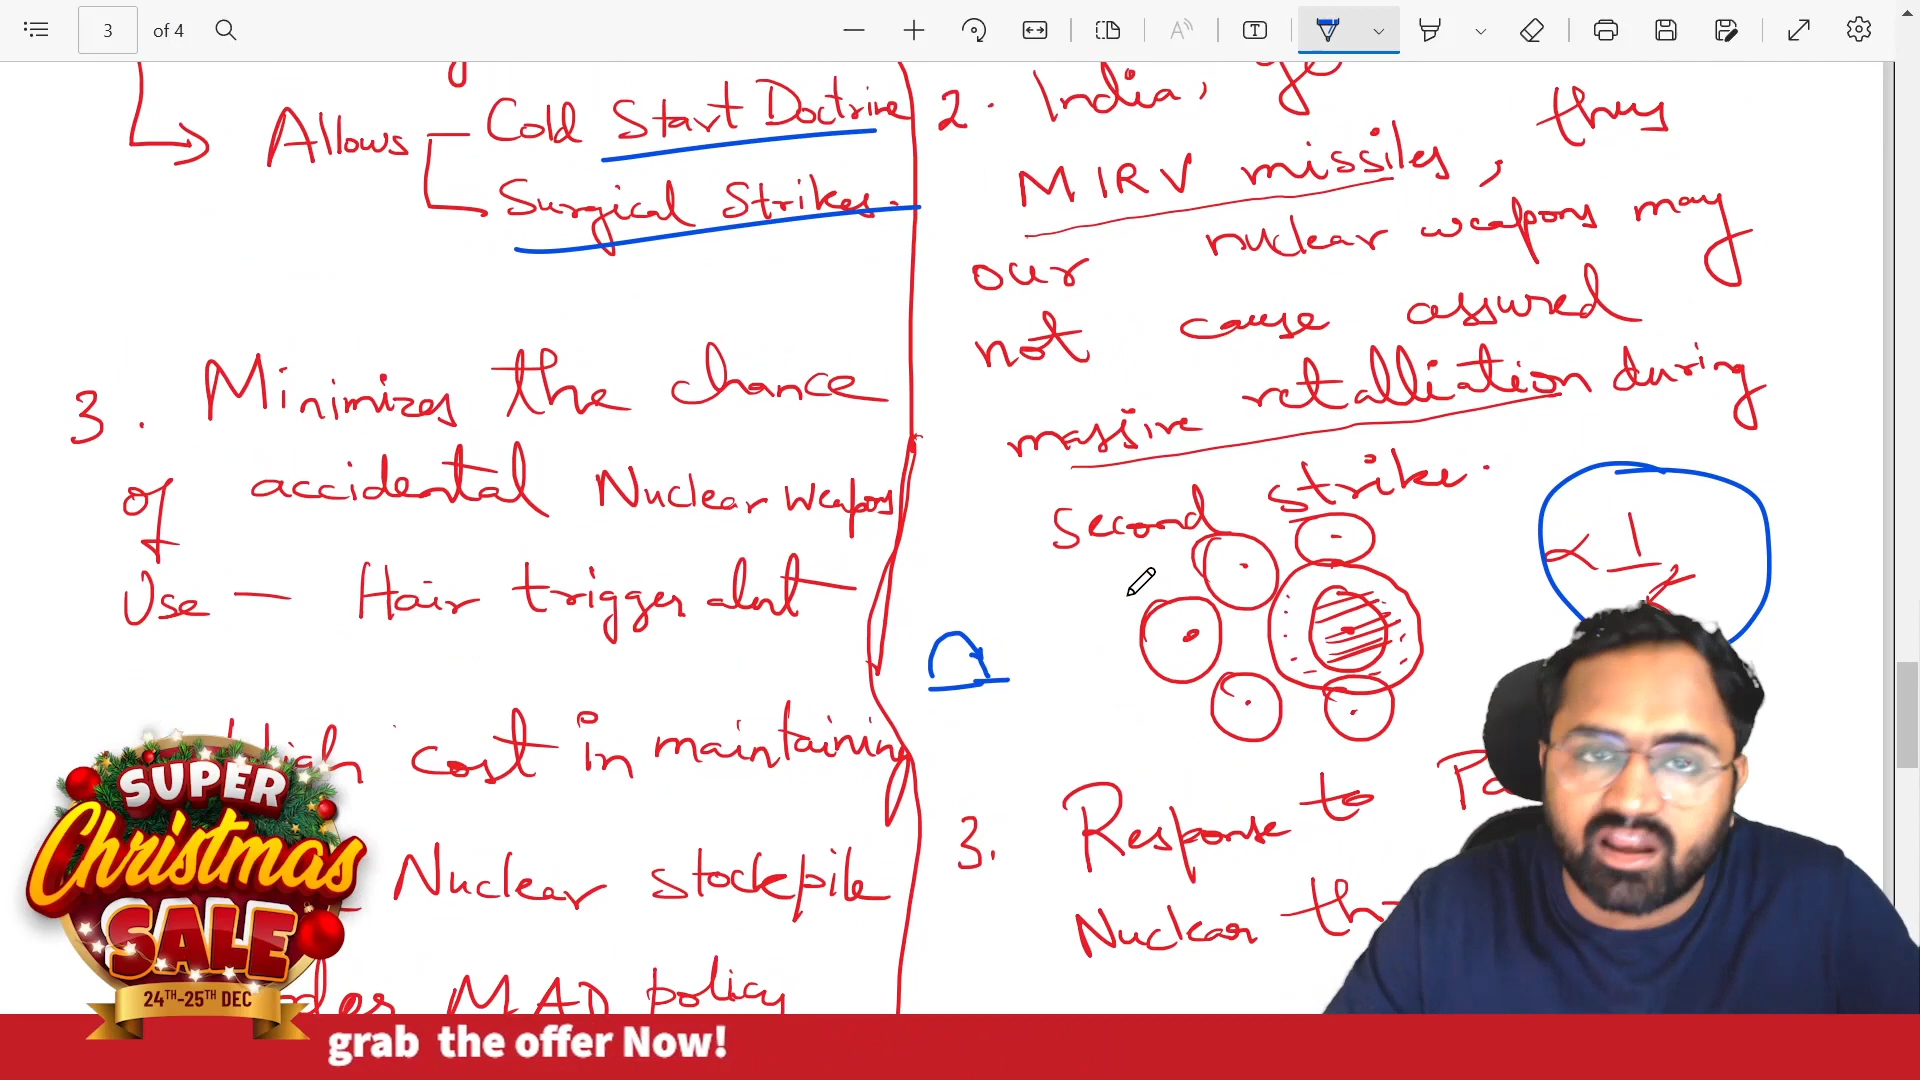 3 of 4
Allows — Cold Start Doctrine
Surgical Strikes.
3. Minimizes the chance
of accidental Nuclear weapons
Use — Hair trigger alert
High cost in maintaining
Nuclear stockpile
MAD policy
2. India,
MIRV missiles, thus
our nuclear weapons may
not cause assured
massive retalliation during
second strike.
∝ 1
3. Response to
Nuclear
SUPER
Christmas
SALE
24TH-25TH DEC
grab the offer Now!